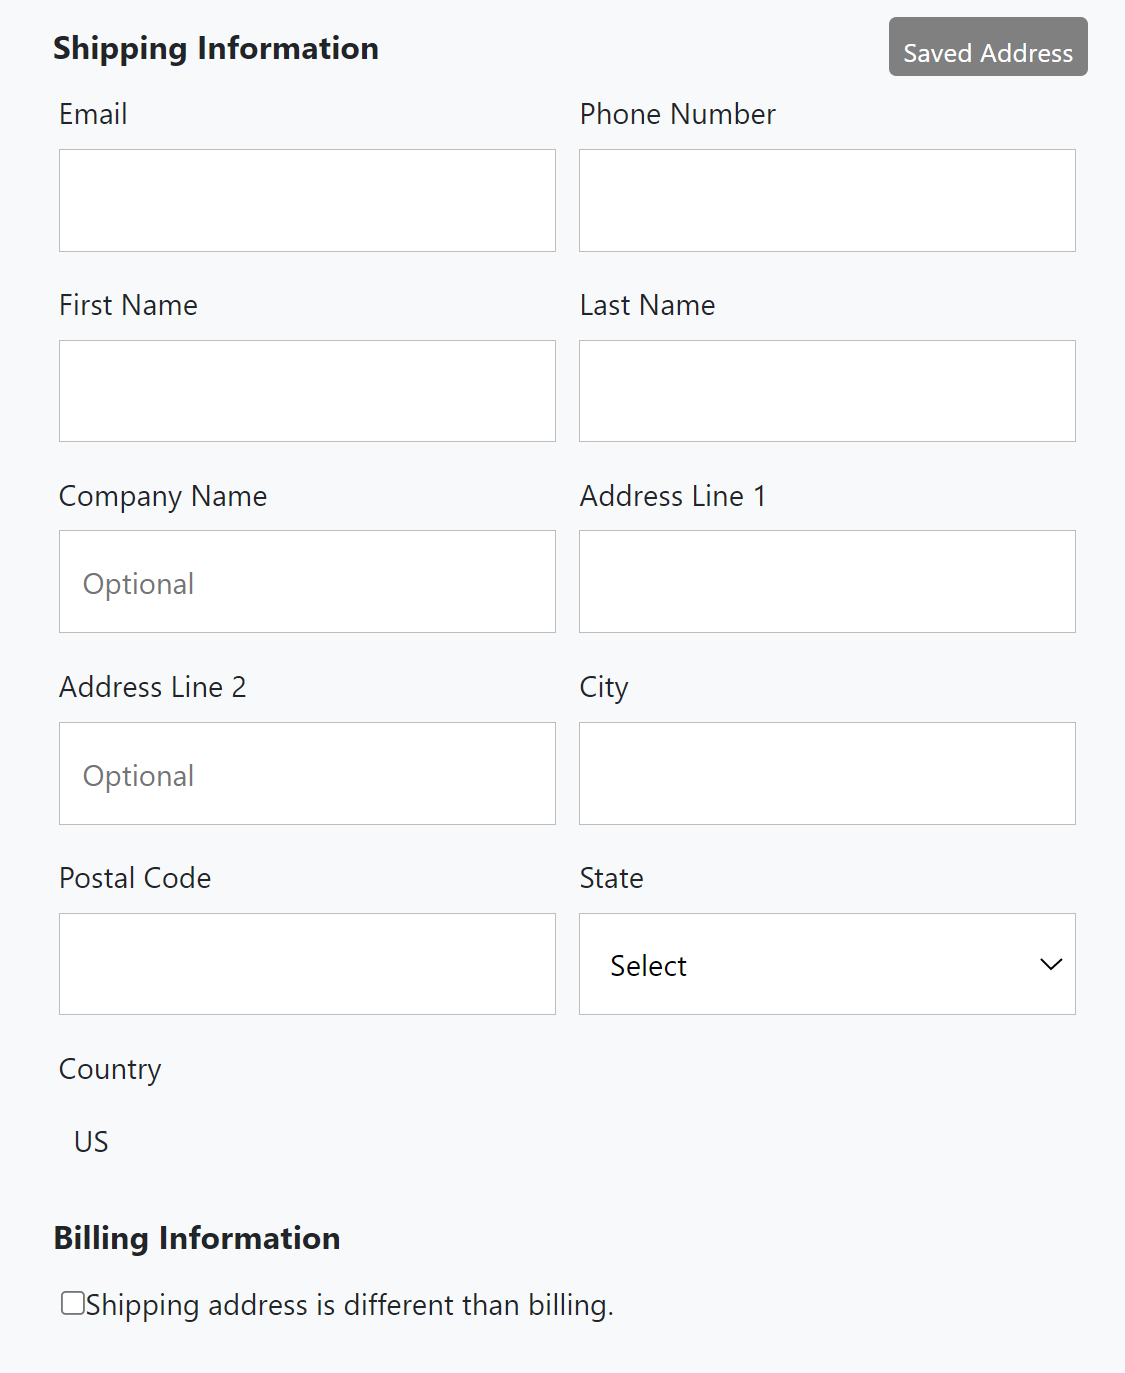 Shipping Information
Saved Address
Email
Phone Number
First Name
Last Name
Company Name
Address Line 1
Optional
Address Line 2
City
Optional
Postal Code
State
Select
Country
US
Billing Information
Shipping address is different than billing.